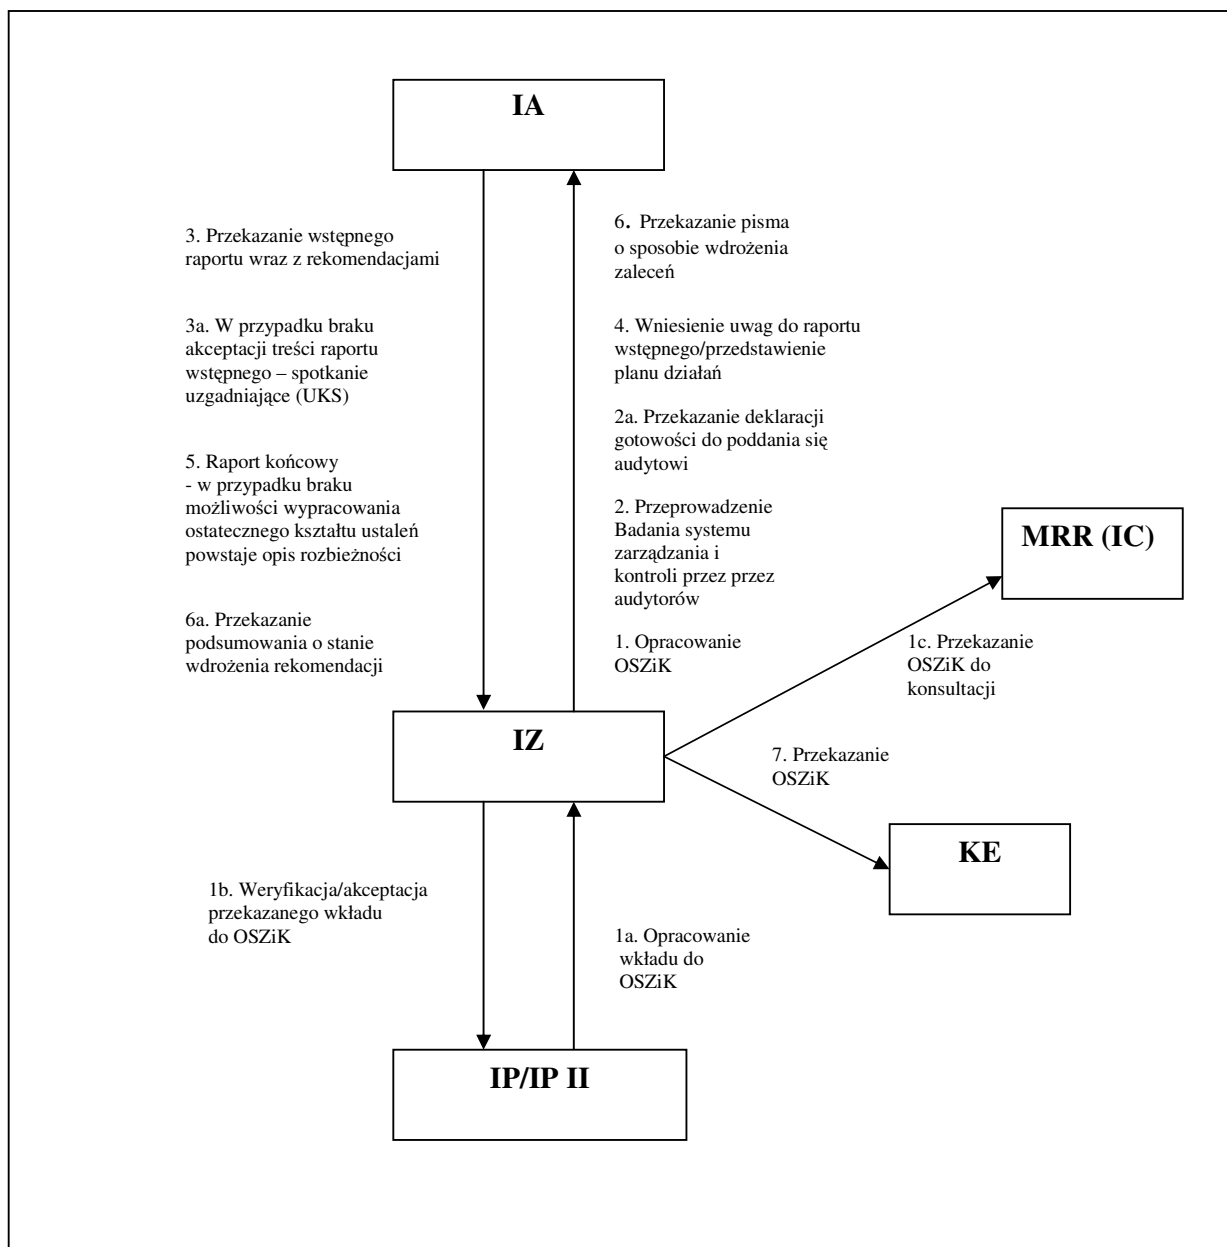 IA
3. Przekazanie wstępnego
raportu wraz z rekomendacjami
3a. W przypadku braku
akceptacji treści raportu
wstępnego – spotkanie
uzgadniające (UKS)
5. Raport końcowy
- w przypadku braku
możliwości wypracowania
ostatecznego kształtu ustaleń
powstaje opis rozbieżności
6a. Przekazanie
podsumowania o stanie
wdrożenia rekomendacji
6. Przekazanie pisma
o sposobie wdrożenia
zaleceń
4. Wniesienie uwag do raportu
wstępnego/przedstawienie
planu działań
2a. Przekazanie deklaracji
gotowości do poddania się
audytowi
2. Przeprowadzenie
Badania systemu
zarządzania i
kontroli przez przez
audytorów
1. Opracowanie
OSZiK
MRR (IC)
1c. Przekazanie
OSZiK do
konsultacji
IZ
7. Przekazanie
OSZiK
KE
1b. Weryfikacja/akceptacja
przekazanego wkładu
do OSZiK
1a. Opracowanie
wkładu do
OSZiK
IP/IP II